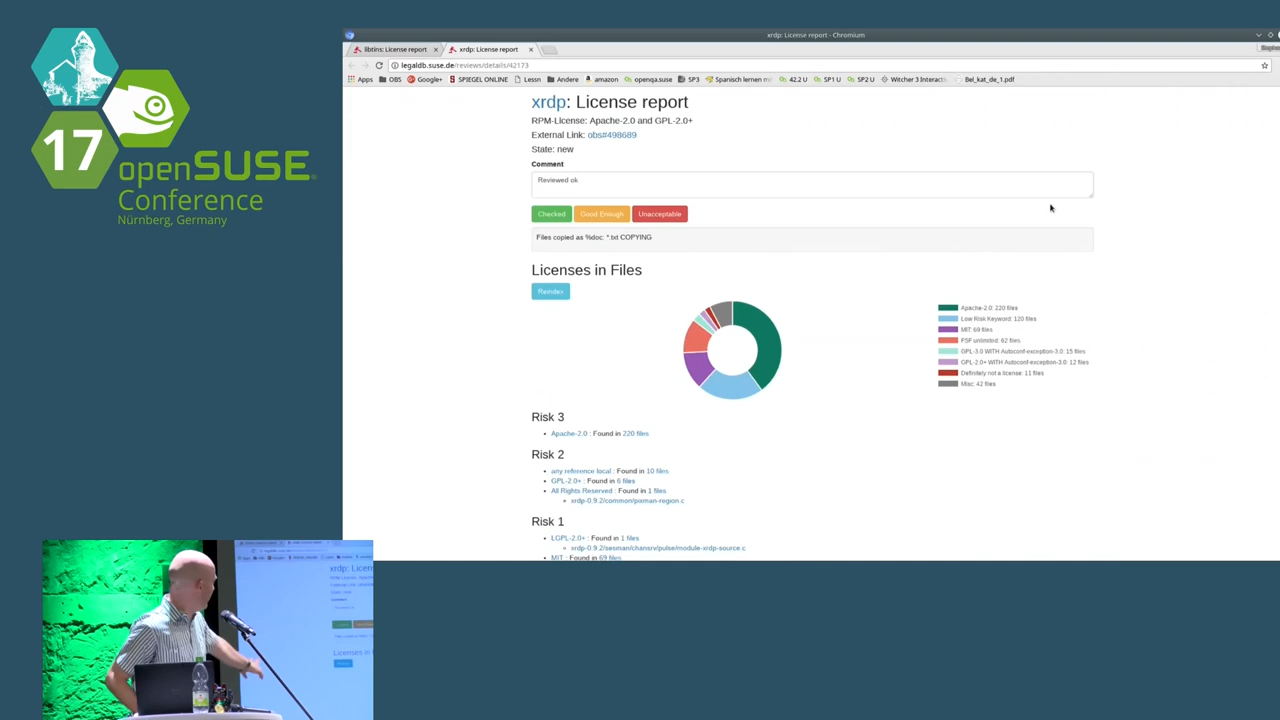 17
openSUSE
Conference
Nürnberg, Germany
xrdp: License report - Chromium
libtins: License report
xrdp: License report
legaldb.suse.de/reviews/details/42173
Apps OBS Google+ SPIEGEL ONLINE Lessn Andere amazon openqa.suse SP3 Spanisch lernen mi 42.2 U SP1 U SP2 U Witcher 3 Interacti Bel_kat_de_1.pdf
xrdp: License report
RPM-License: Apache-2.0 and GPL-2.0+
External Link: obs#498689
State: new
Comment
Reviewed ok
Checked Good Enough Unacceptable
Files copied as %doc: *.txt COPYING
Licenses in Files
Reindex
Apache-2.0: 220 files
Low Risk Keyword: 120 files
MIT: 69 files
FSF unlimited: 62 files
GPL-3.0 WITH Autoconf-exception-3.0: 15 files
GPL-2.0+ WITH Autoconf-exception-3.0: 12 files
Definitely not a license: 11 files
Misc: 42 files
Risk 3
Apache-2.0 : Found in 220 files
Risk 2
any reference local : Found in 10 files
GPL-2.0+ : Found in 6 files
All Rights Reserved : Found in 1 files
xrdp-0.9.2/common/pixman-region.c
Risk 1
LGPL-2.0+ : Found in 1 files
xrdp-0.9.2/sesman/chansrv/pulse/module-xrdp-source.c
MIT : Found in 69 files
xrdp: Licen
Licenses in F